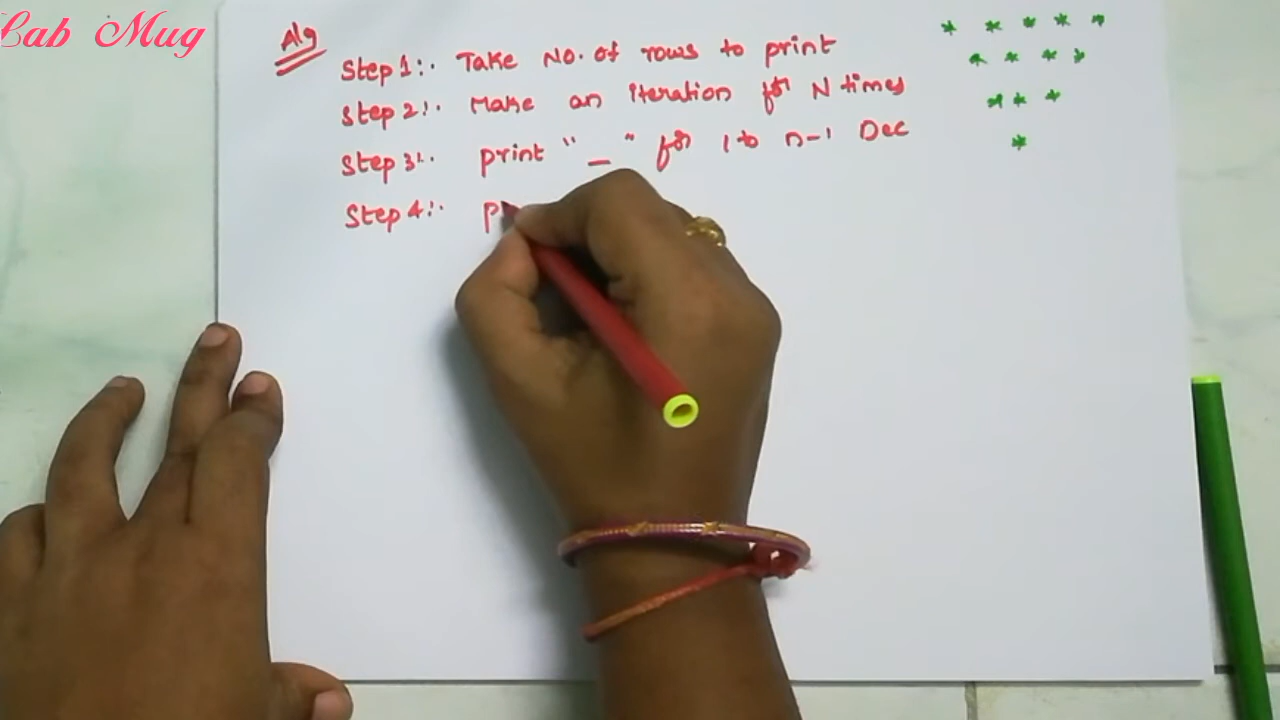 Lab Mug
Alg
Step 1:. Take No. of rows to print
Step 2:. Make an iteration for N times
Step 3:. print " _ " for 1 to n-1 Dec
Step 4:. Pr
* * * * *
* * * *
* * *
*